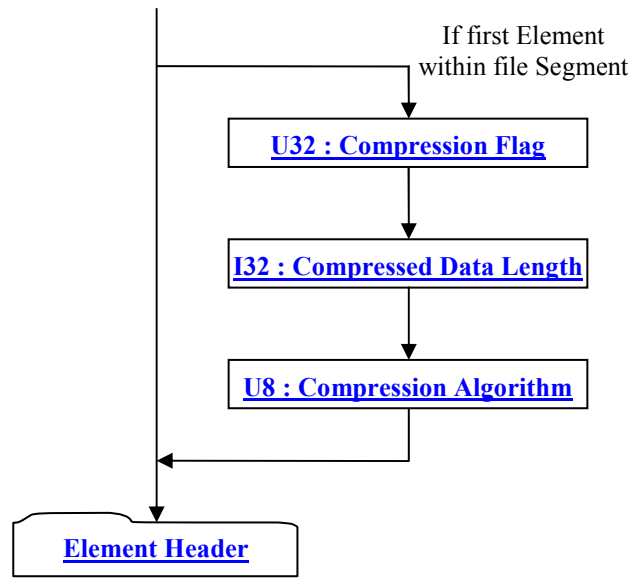 If first Element
within file Segment
U32 : Compression Flag
I32 : Compressed Data Length
U8 : Compression Algorithm
Element Header